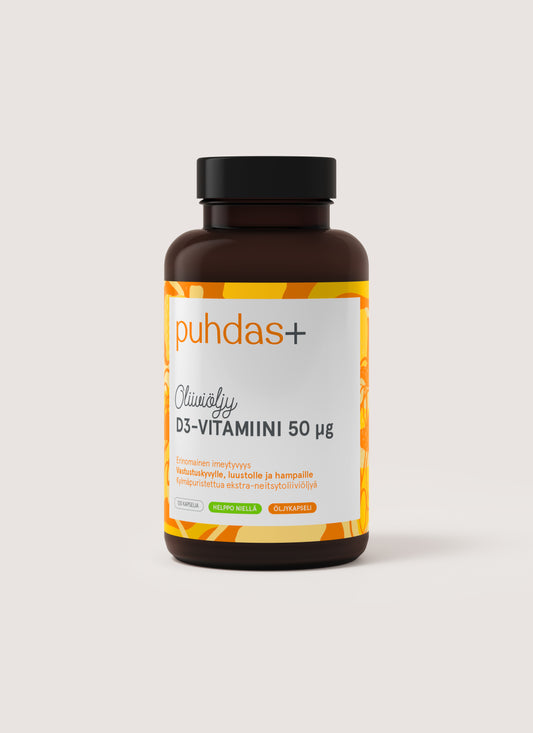 puhdas+
Oliiviöljy
D3-VITAMIINI 50 µg
Erinomainen imeytyvyys
Vastustuskyvylle, luustolle ja hampaille
Kylmäpuristettua ekstra-neitsytoliiviöljyä
120 KAPSELIA HELPPO NIELLÄ ÖLJYKAPSELI